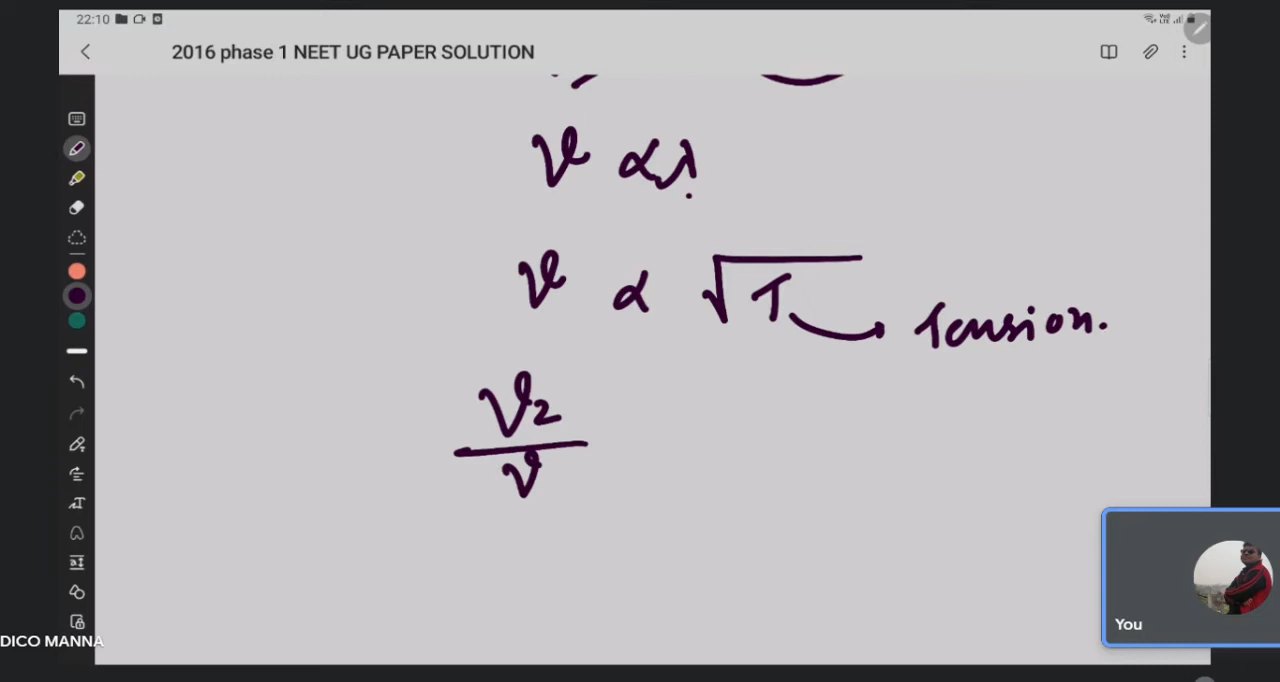 22:10
2016 phase 1 NEET UG PAPER SOLUTION
v α λ
v α √T → Tension.
v2
v
You
DICO MANNA